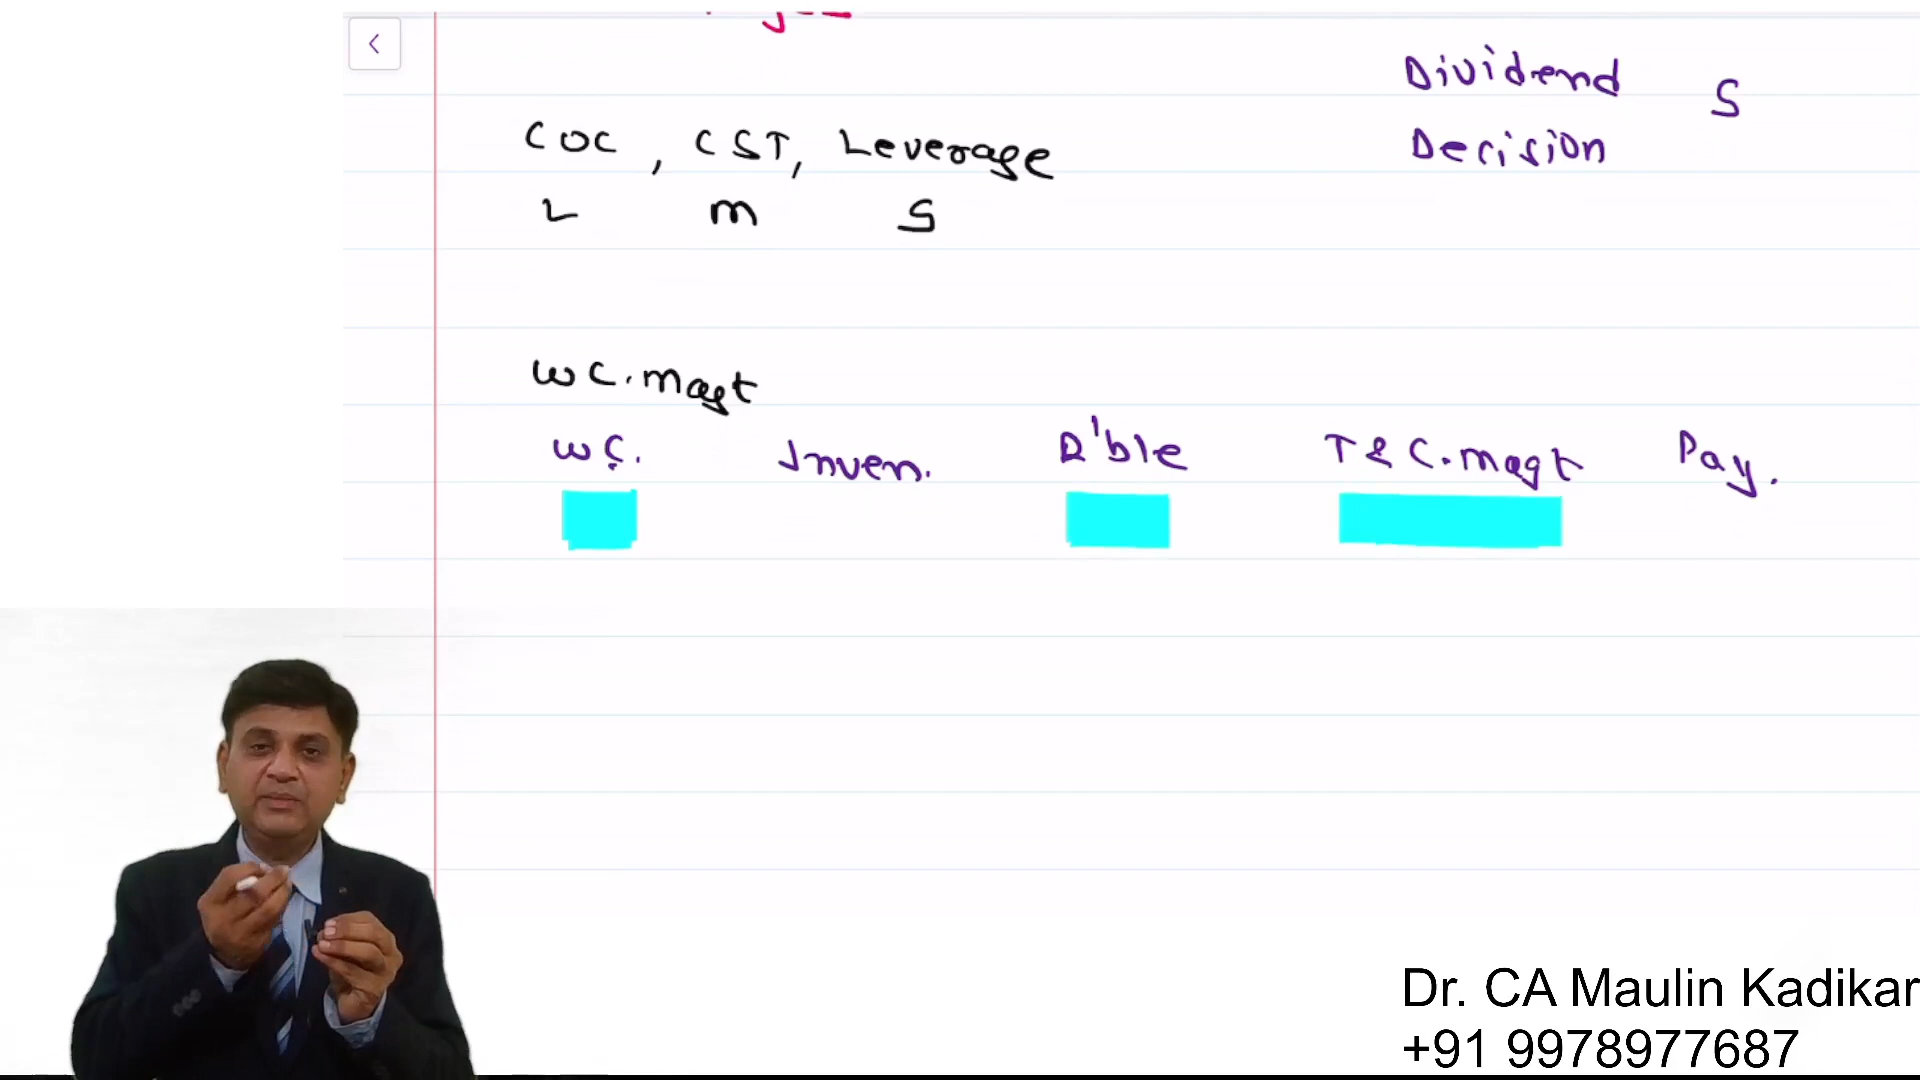 Dividend S
Decision
COC, CST, Leverage
L m S
WC. magt
WC. Inven. R'ble T & C. magt Pay.
Dr. CA Maulin Kadikar
+91 9978977687